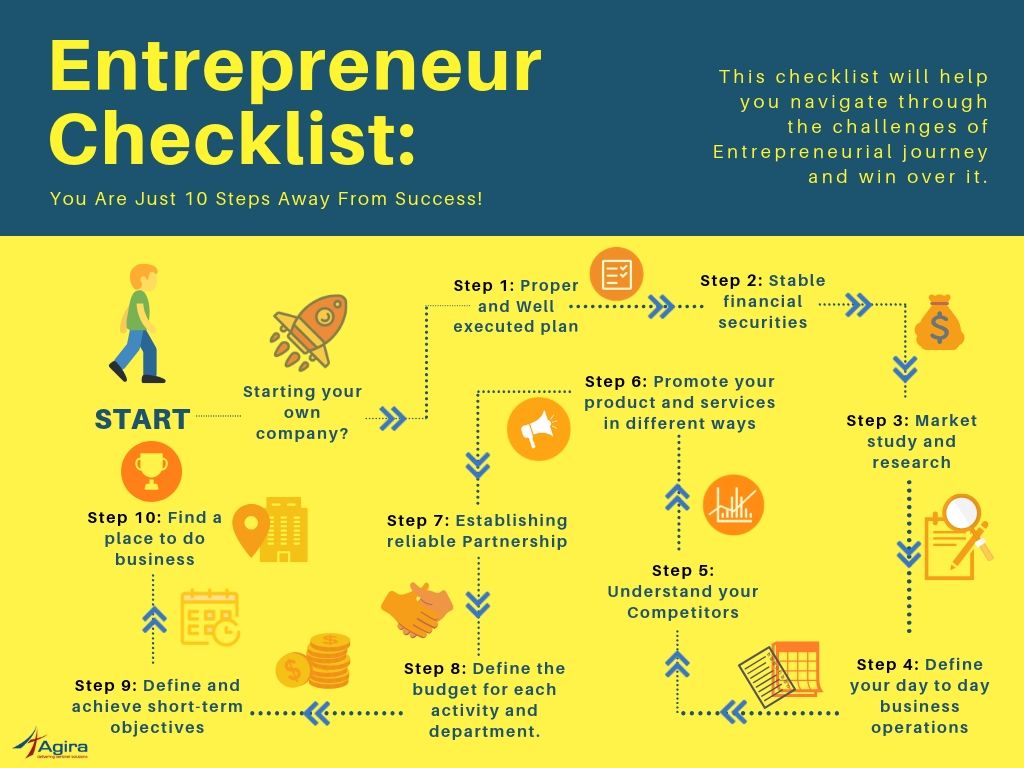 Entrepreneur
Checklist:
You Are Just 10 Steps Away From Success!
This checklist will help
you navigate through
the challenges of
Entrepreneurial journey
and win over it.
START
Starting your
own
company?
Step 1: Proper
and Well
executed plan
Step 2: Stable
financial
securities
Step 3: Market
study and
research
Step 4: Define
your day to day
business
operations
Step 5:
Understand your
Competitors
Step 6: Promote your
product and services
in different ways
Step 7: Establishing
reliable Partnership
Step 8: Define the
budget for each
activity and
department.
Step 9: Define and
achieve short-term
objectives
Step 10: Find a
place to do
business
Agira